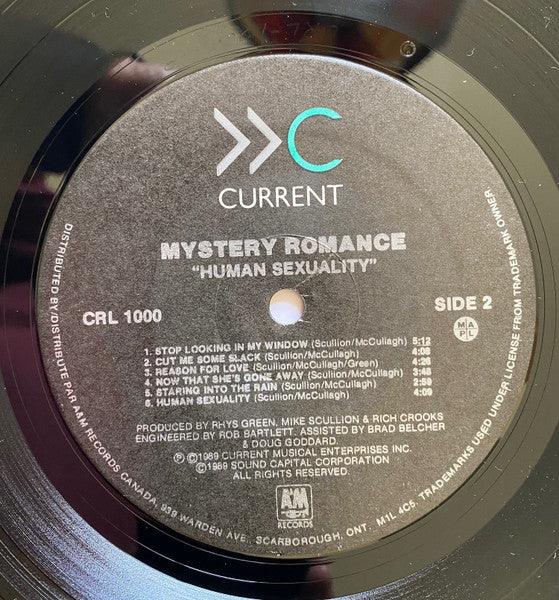 >>C
CURRENT
MYSTERY ROMANCE
"HUMAN SEXUALITY"
CRL 1000
SIDE 2
MAPL
1. STOP LOOKING IN MY WINDOW (Scullion/McCullagh) 5:12
2. CUT ME SOME SLACK (Scullion/McCullagh) 4:08
3. REASON FOR LOVE (Scullion/McCullagh/Green) 4:26
4. NOW THAT SHE'S GONE AWAY (Scullion/McCullagh) 3:48
5. STARING INTO THE RAIN (Scullion/McCullagh) 2:59
6. HUMAN SEXUALITY (Scullion/McCullagh) 4:09
PRODUCED BY RHYS GREEN, MIKE SCULLION & RICH CROOKS
ENGINEERED BY ROB BARTLETT. ASSISTED BY BRAD BELCHER
& DOUG GODDARD.
℗©1989 CURRENT MUSICAL ENTERPRISES INC.
©1989 SOUND CAPITAL CORPORATION
ALL RIGHTS RESERVED.
A&M
RECORDS
DISTRIBUTED BY/DISTRIBUTE PAR A&M RECORDS CANADA, 939 WARDEN AVE. SCARBOROUGH, ONT. M1L 4C5, TRADEMARKS USED UNDER LICENSE FROM TRADEMARK OWNER